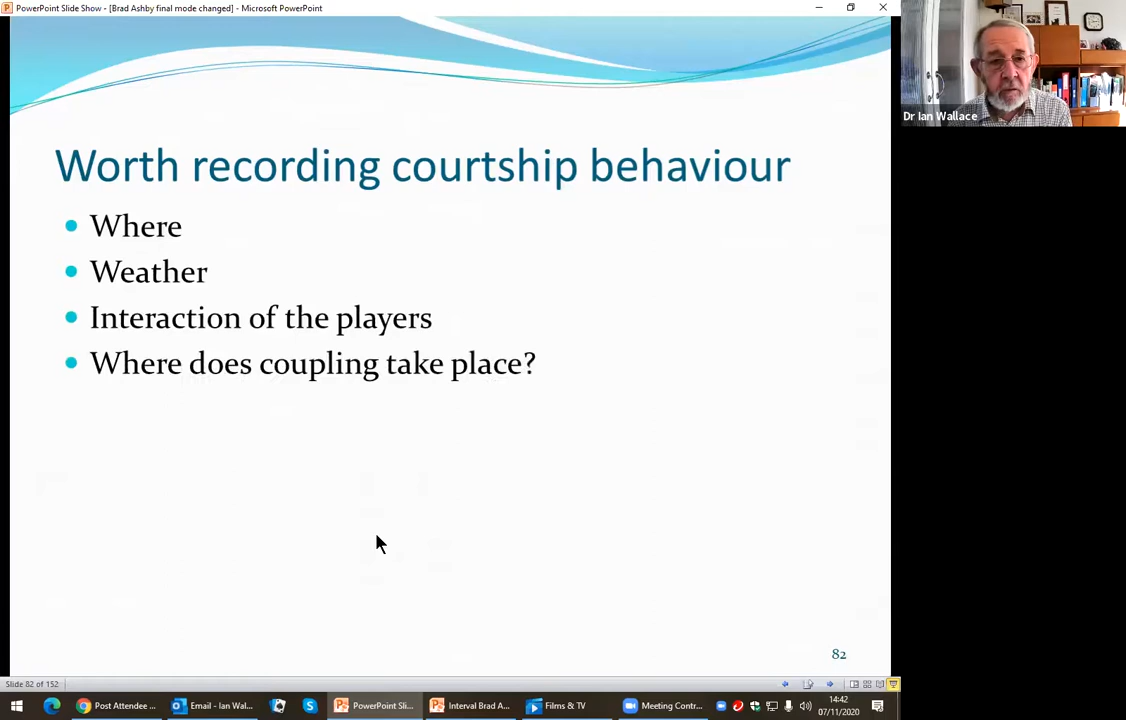 PowerPoint Slide Show - [Brad Ashby final mode changed] - Microsoft PowerPoint
Dr Ian Wallace
Worth recording courtship behaviour
Where
Weather
Interaction of the players
Where does coupling take place?
82
Slide 82 of 152
Post Attendee ...
Email - Ian Wal...
PowerPoint Sli...
Interval Brad A...
Films & TV
Meeting Contr...
14:42
07/11/2020